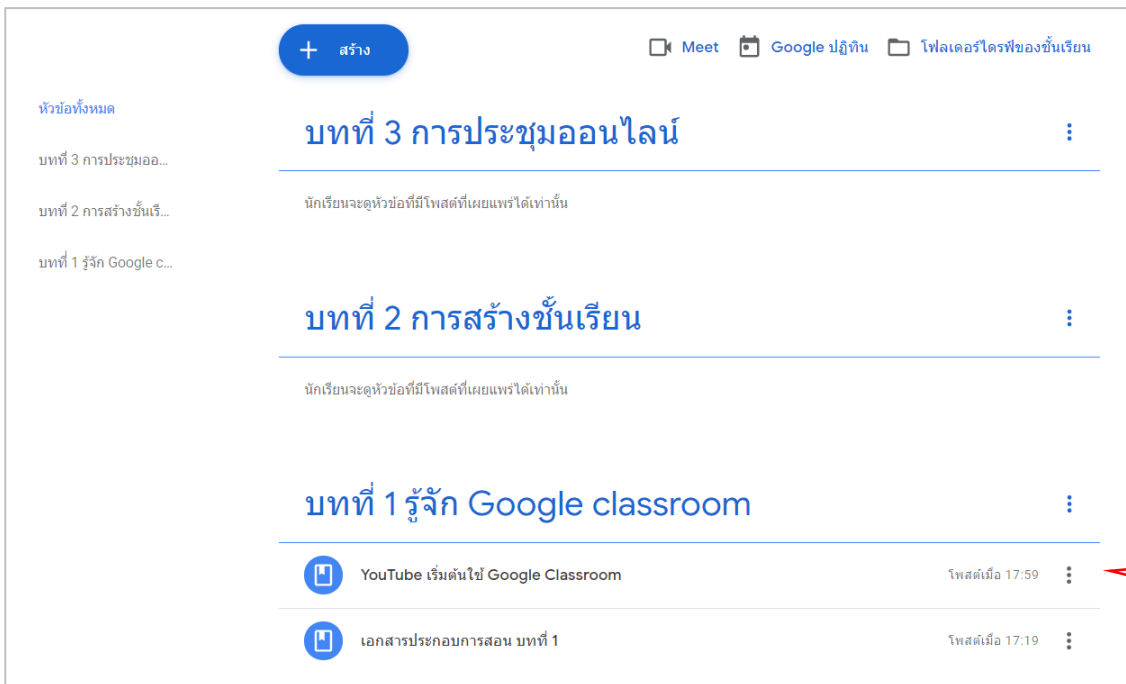 สร้าง
Meet
Google ปฏิทิน
โฟลเดอร์ไดรฟ์ของชั้นเรียน
หัวข้อทั้งหมด
บทที่ 3 การประชุมออ...
บทที่ 2 การสร้างชั้นเรี...
บทที่ 1 รู้จัก Google c...
บทที่ 3 การประชุมออนไลน์
นักเรียนจะดูหัวข้อที่มีโพสต์ที่เผยแพร่ได้เท่านั้น
บทที่ 2 การสร้างชั้นเรียน
นักเรียนจะดูหัวข้อที่มีโพสต์ที่เผยแพร่ได้เท่านั้น
บทที่ 1 รู้จัก Google classroom
YouTube เริ่มต้นใช้ Google Classroom
โพสต์เมื่อ 17:59
เอกสารประกอบการสอน บทที่ 1
โพสต์เมื่อ 17:19